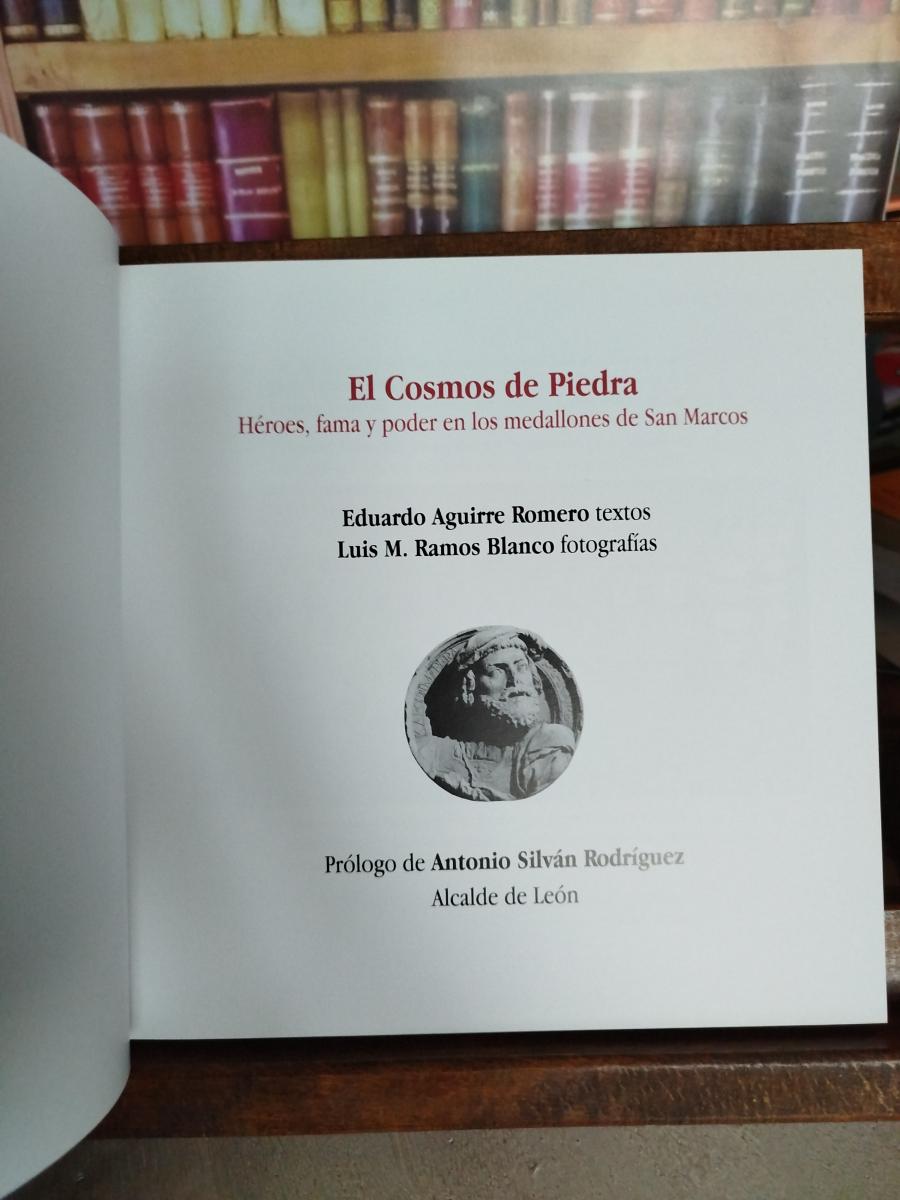 El Cosmos de Piedra
Héroes, fama y poder en los medallones de San Marcos
Eduardo Aguirre Romero textos
Luis M. Ramos Blanco fotografías
Prólogo de Antonio Silván Rodríguez
Alcalde de León